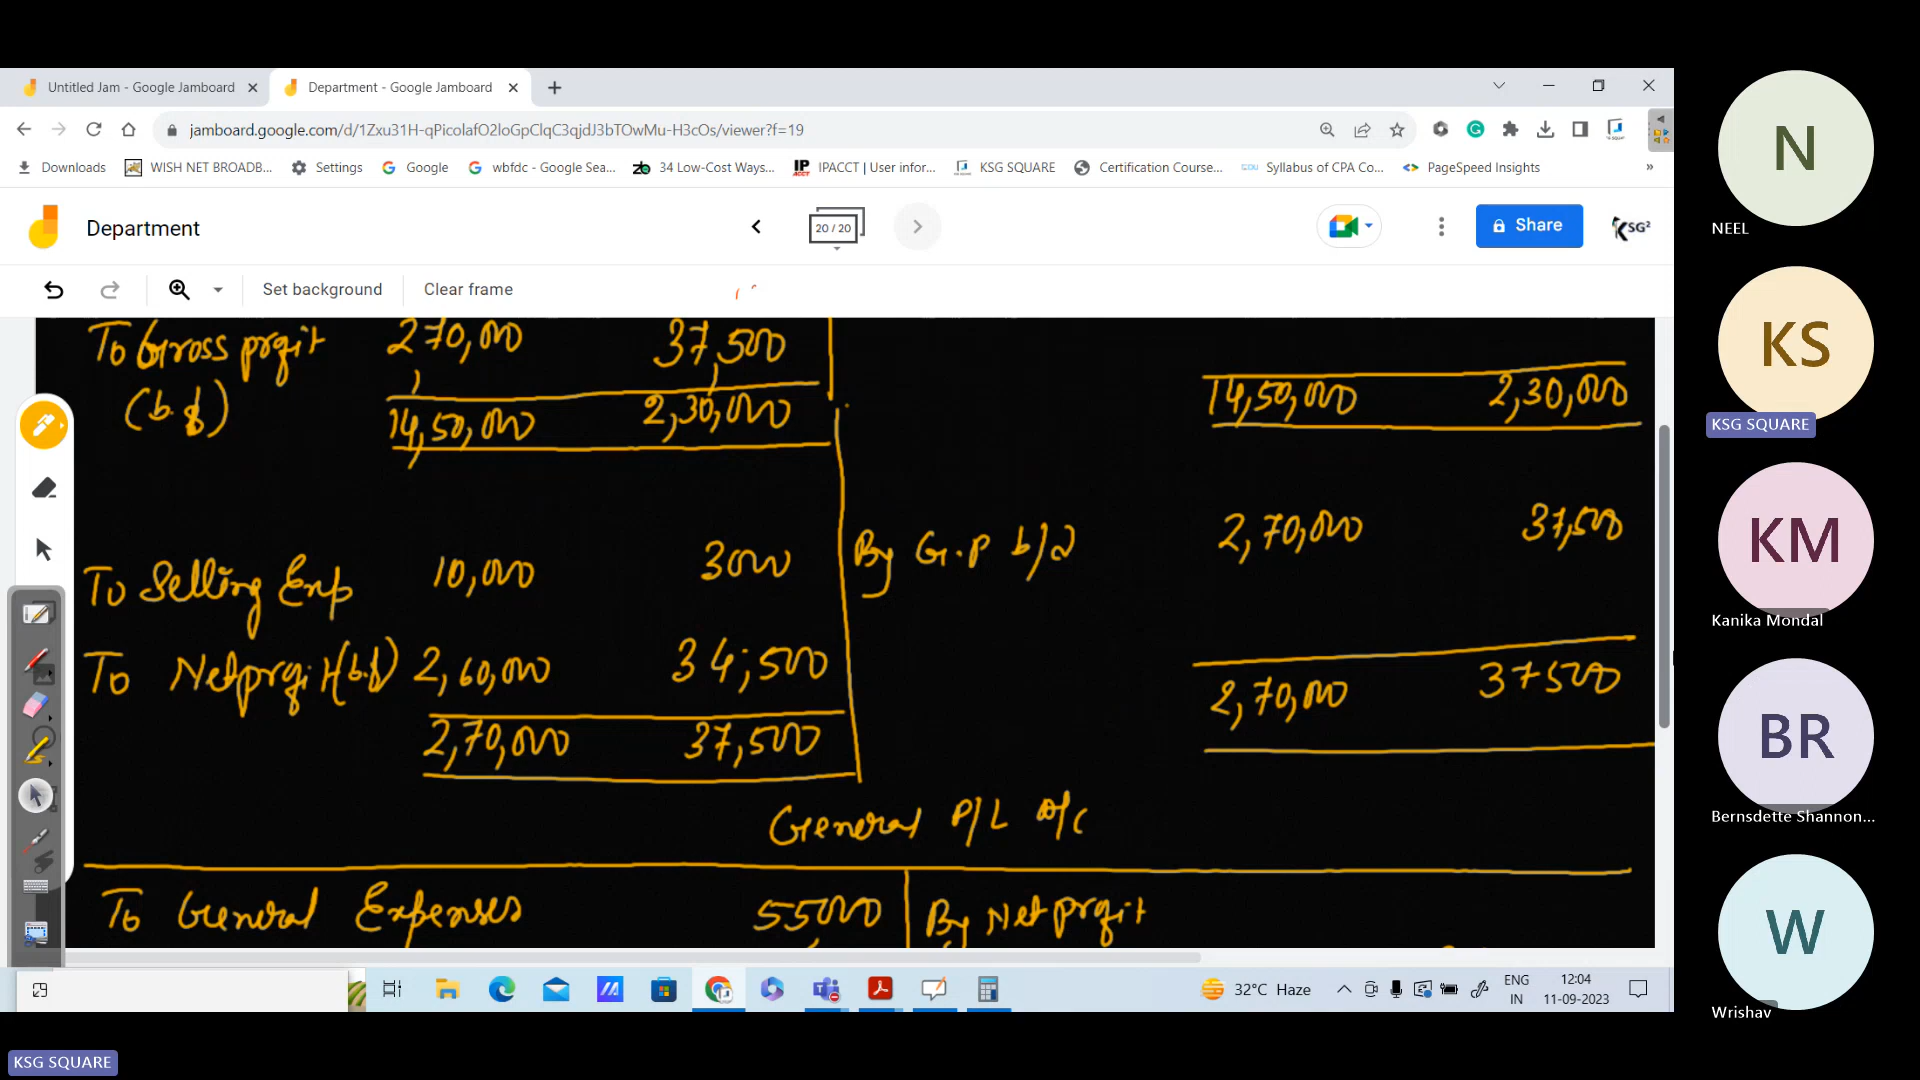 Untitled Jam - Google Jamboard
Department - Google Jamboard
jamboard.google.com/d/1Zxu31H-qPicolafO2loGpClqC3qjdJ3bTOwMu-H3cOs/viewer?f=19
Downloads WISH NET BROADB... Settings Google wbfdc - Google Sea... 34 Low-Cost Ways... IPACCT | User infor... KSG SQUARE Certification Course... Syllabus of CPA Co... PageSpeed Insights »
Department
20 / 20
Share
KSG²
Set background Clear frame
To Gross profit 270,000 37,500
(b.f)
14,50,000 2,30,000 14,50,000 2,30,000
To Selling Exp 10,000 3000 By G.P b/d 2,70,000 37,500
To Net profit (b.f) 2,60,000 34,500
2,70,000 37,500 2,70,000 37500
General P/L A/c
To General Expenses 55000 By Net profit
32°C Haze
ENG
IN
12:04
11-09-2023
N
NEEL
KS
KSG SQUARE
KM
Kanika Mondal
BR
Bernsdette Shannon...
W
Wrishav
KSG SQUARE